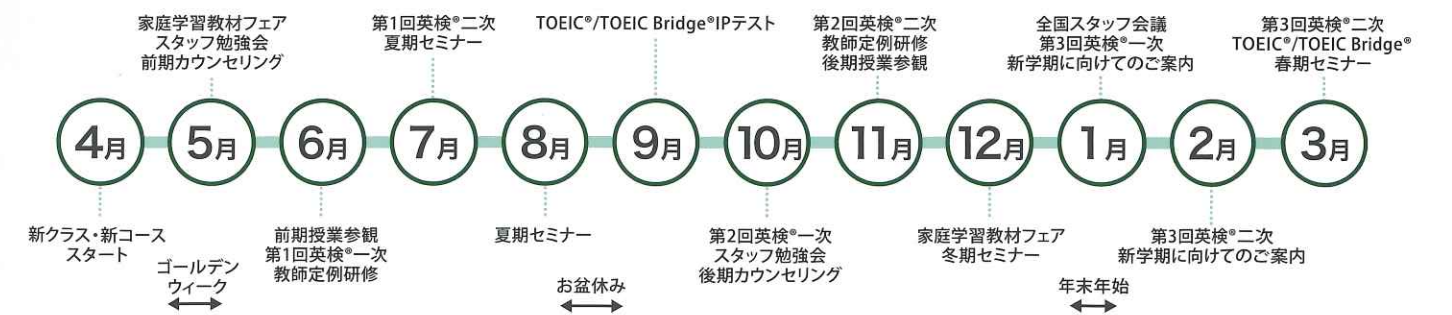 家庭学習教材フェア
スタッフ勉強会
前期カウンセリング
第1回英検®二次
夏期セミナー
TOEIC®/TOEIC Bridge®IPテスト
第2回英検®二次
教師定例研修
後期授業参観
全国スタッフ会議
第3回英検®一次
新学期に向けてのご案内
第3回英検®二次
TOEIC®/TOEIC Bridge®
春期セミナー
4月
5月
6月
7月
8月
9月
10月
11月
12月
1月
2月
3月
新クラス・新コース
スタート
ゴールデン
ウィーク
前期授業参観
第1回英検®一次
教師定例研修
夏期セミナー
お盆休み
第2回英検®一次
スタッフ勉強会
後期カウンセリング
家庭学習教材フェア
冬期セミナー
年末年始
第3回英検®二次
新学期に向けてのご案内